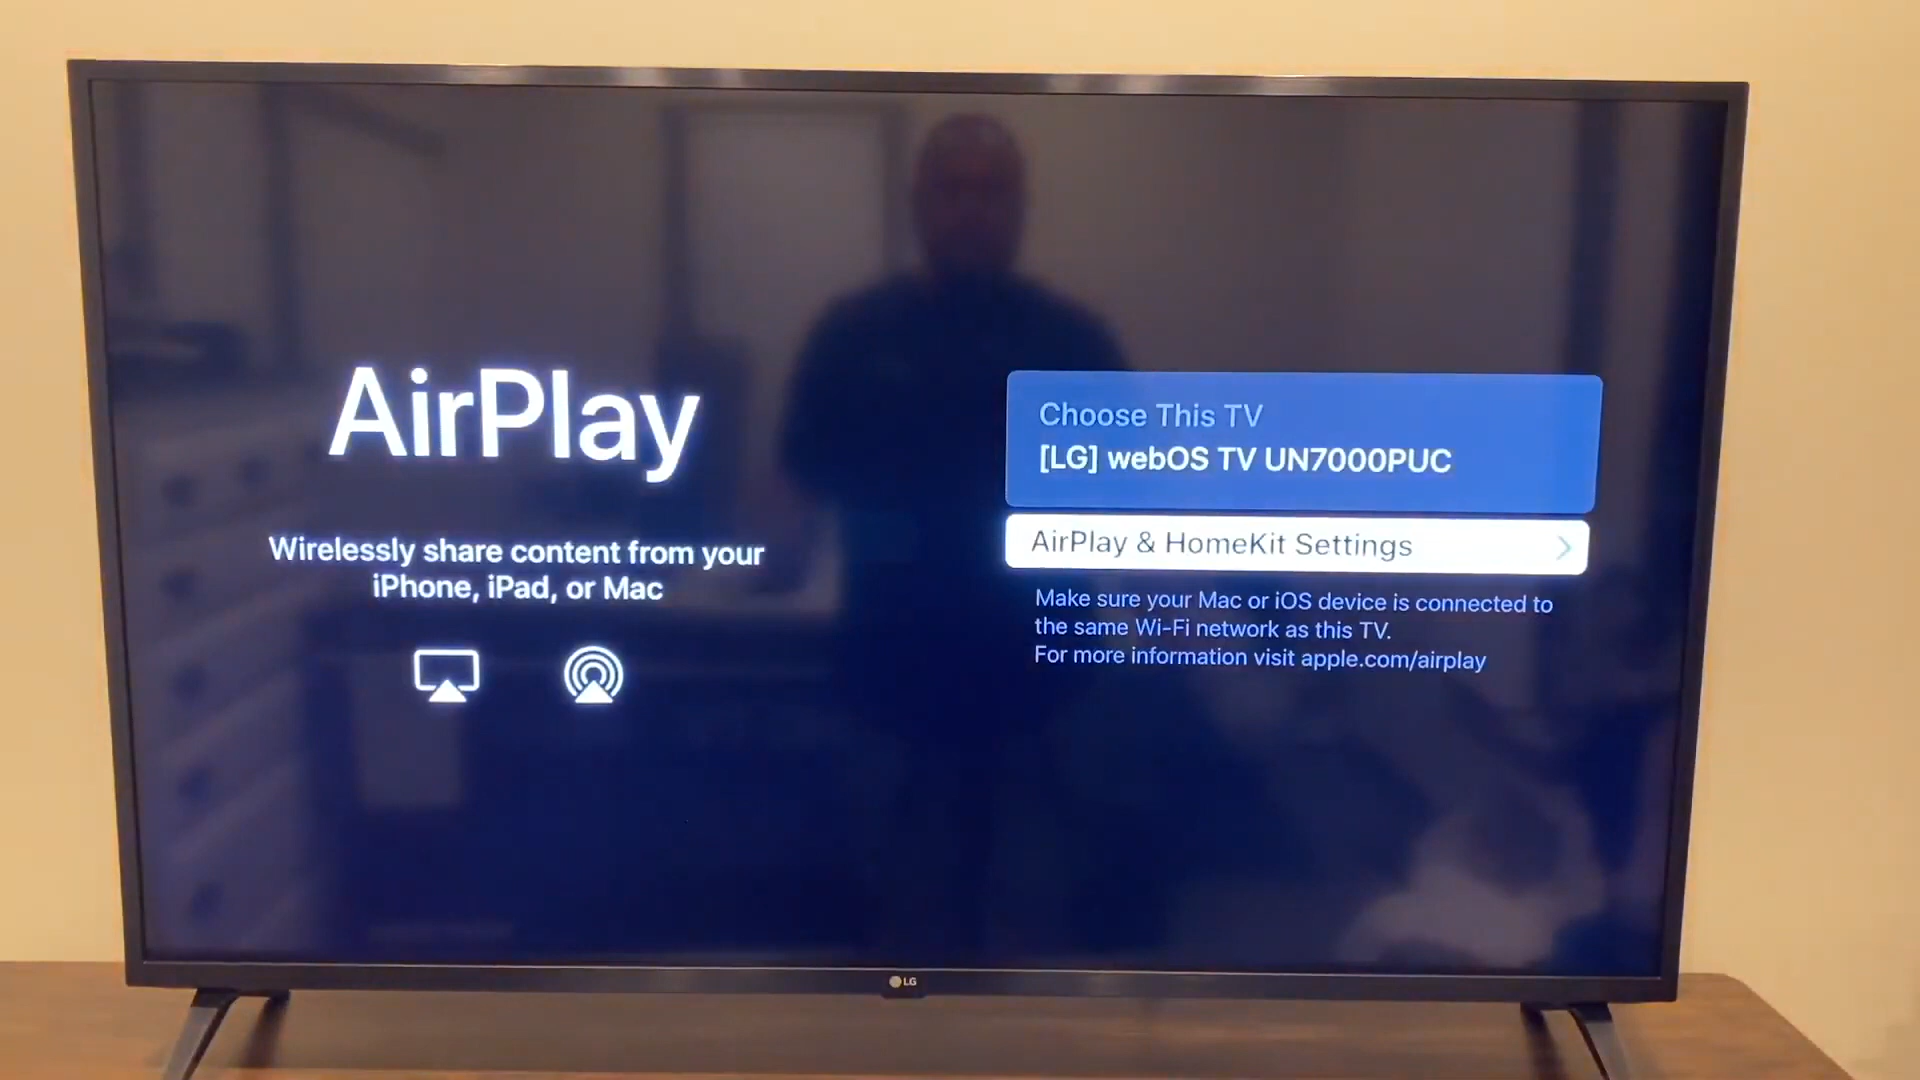 AirPlay
Wirelessly share content from your
iPhone, iPad, or Mac
Choose This TV
[LG] webOS TV UN7000PUC
AirPlay & HomeKit Settings
Make sure your Mac or iOS device is connected to
the same Wi-Fi network as this TV.
For more information visit apple.com/airplay
LG